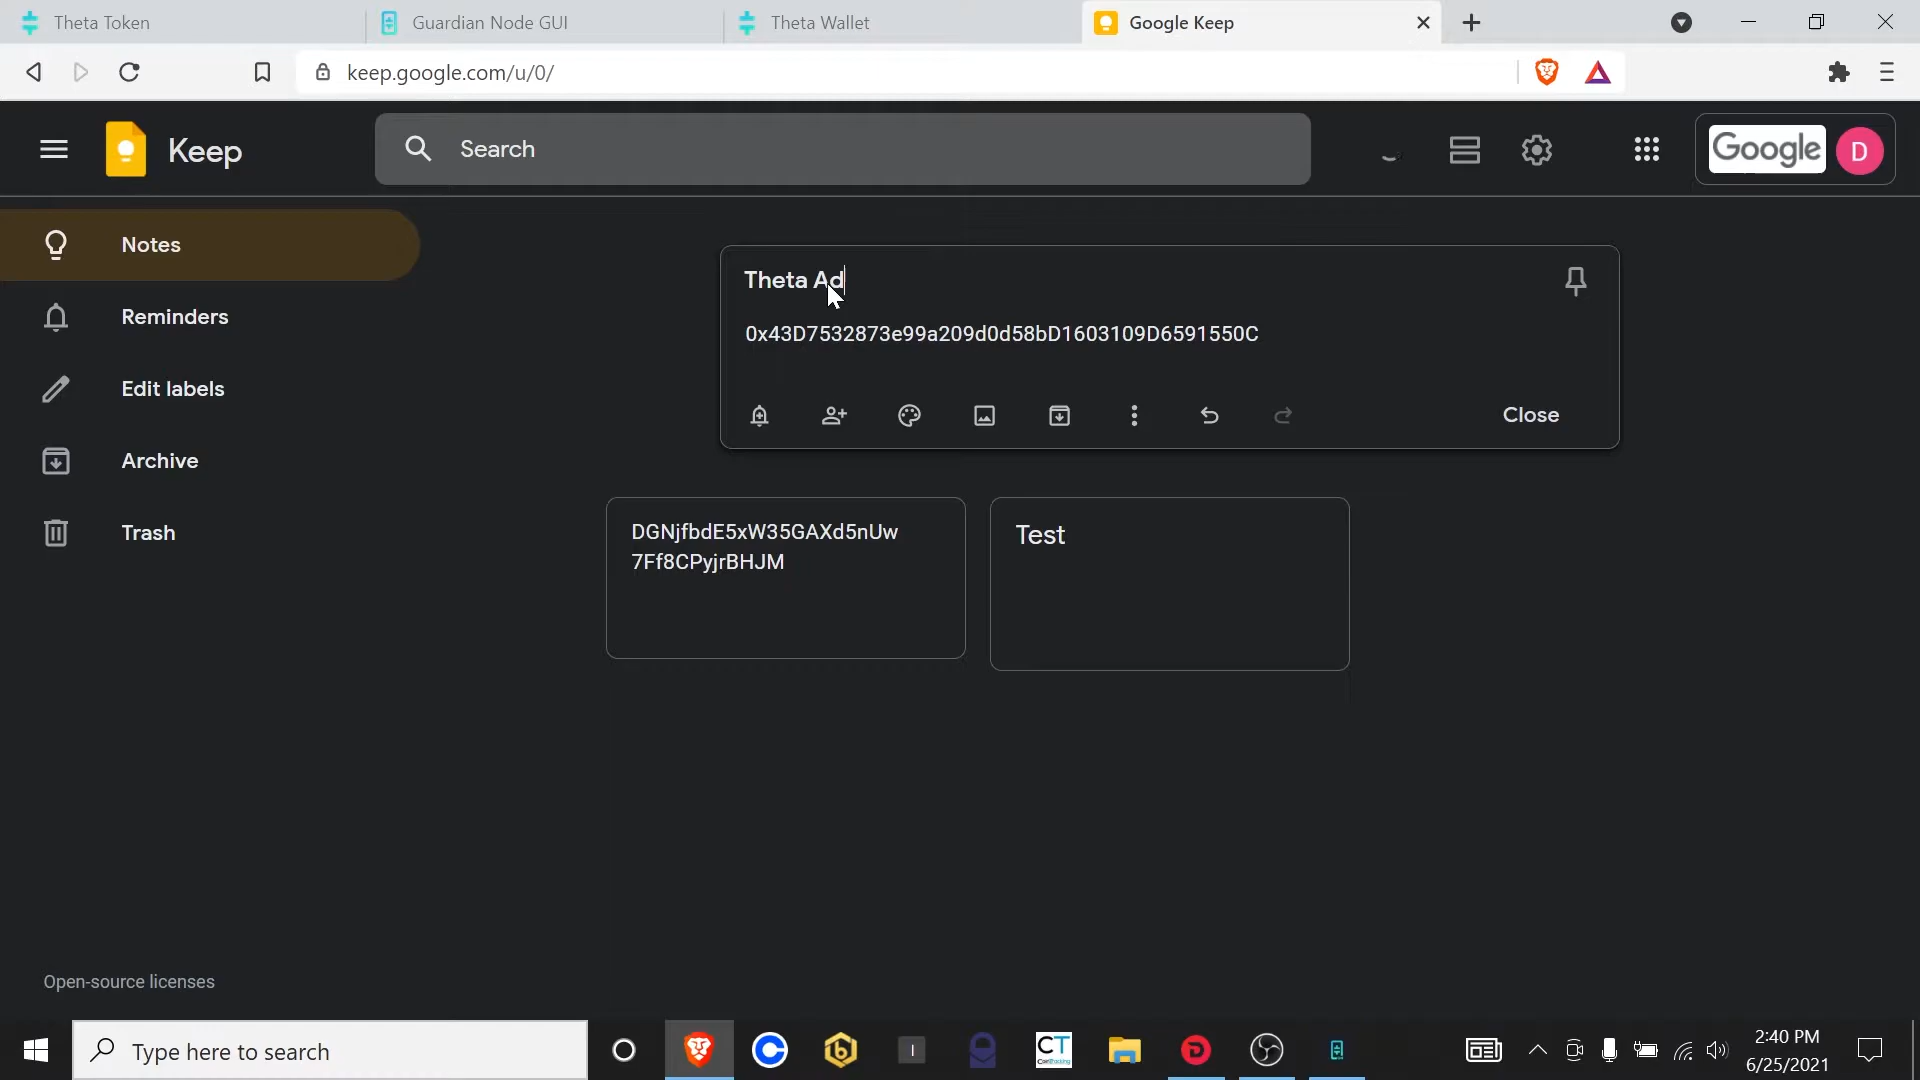 Theta Token
Guardian Node GUI
Theta Wallet
Google Keep
keep.google.com/u/0/
Keep
Search
Google
D
Notes
Theta Ad
Reminders
0x43D7532873e99a209d0d58bD1603109D6591550C
Edit labels
Close
Archive
Trash
DGNjfbdE5xW35GAXd5nUw
7Ff8CPyjrBHJM
Test
Open-source licenses
Type here to search
CT
2:40 PM
6/25/2021